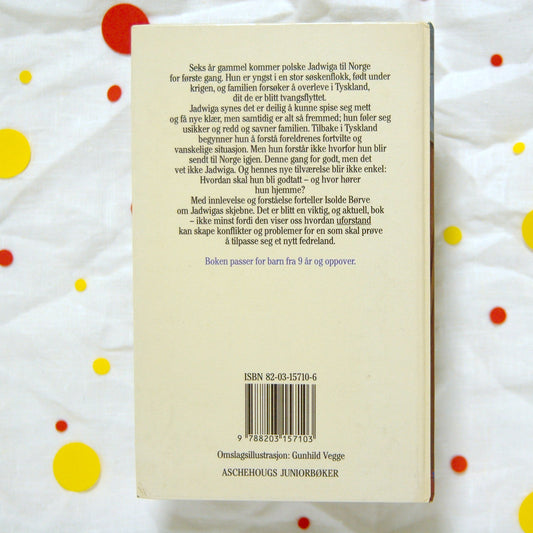 Seks år gammel kommer polske Jadwiga til Norge
for første gang. Hun er yngst i en stor søskenflokk, født under
krigen, og familien forsøker å overleve i Tyskland,
dit de er blitt tvangsflyttet.
Jadwiga synes det er deilig å kunne spise seg mett
og få nye klær, men samtidig er alt så fremmed; hun føler seg
usikker og redd og savner familien. Tilbake i Tyskland
begynner hun å forstå foreldrenes fortvilte og
vanskelige situasjon. Men hun forstår ikke hvorfor hun blir
sendt til Norge igjen. Denne gang for godt, men det
vet ikke Jadwiga. Og hennes nye tilværelse blir ikke enkel:
Hvordan skal hun bli godtatt – og hvor hører
hun hjemme?
Med innlevelse og forståelse forteller Isolde Børve
om Jadwigas skjebne. Det er blitt en viktig, og aktuell, bok
– ikke minst fordi den viser oss hvordan uforstand
kan skape konflikter og problemer for en som skal prøve
å tilpasse seg et nytt fedreland.
Boken passer for barn fra 9 år og oppover.
ISBN 82-03-15710-6
9 788203 157103
Omslagsillustrasjon: Gunhild Vegge
ASCHEHOUGS JUNIORBØKER